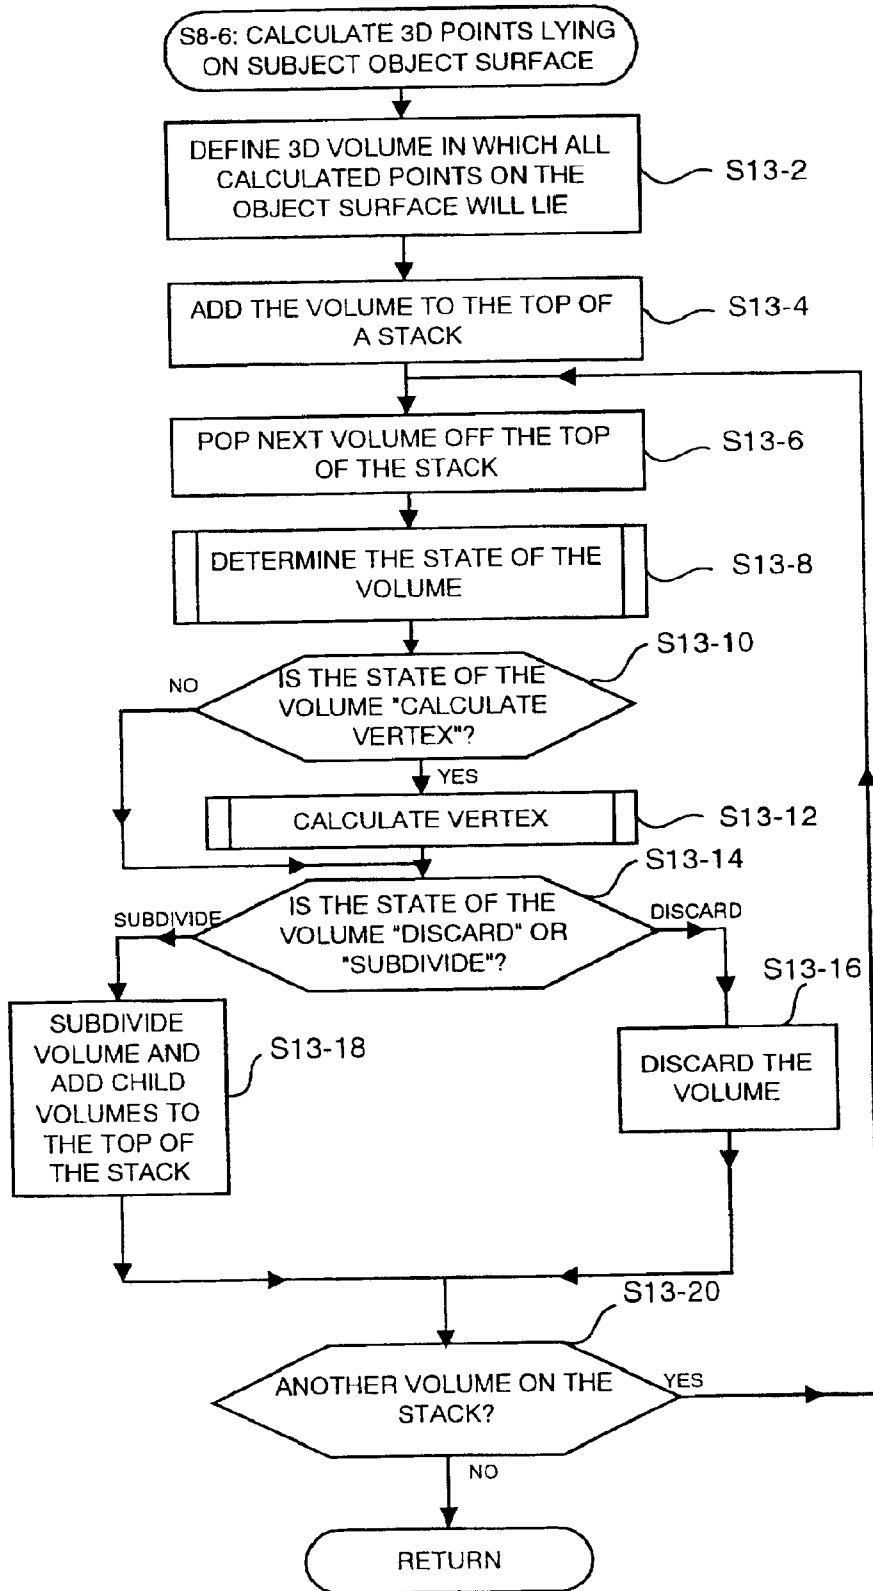 S8-6: CALCULATE 3D POINTS LYING
ON SUBJECT OBJECT SURFACE
DEFINE 3D VOLUME IN WHICH ALL
CALCULATED POINTS ON THE
OBJECT SURFACE WILL LIE
S13-2
ADD THE VOLUME TO THE TOP OF
A STACK
S13-4
POP NEXT VOLUME OFF THE TOP
OF THE STACK
S13-6
DETERMINE THE STATE OF THE
VOLUME
S13-8
S13-10
IS THE STATE OF THE
VOLUME "CALCULATE
VERTEX"?
NO
YES
CALCULATE VERTEX
S13-12
S13-14
IS THE STATE OF THE
VOLUME "DISCARD" OR
"SUBDIVIDE"?
SUBDIVIDE
DISCARD
S13-16
SUBDIVIDE
VOLUME AND
ADD CHILD
VOLUMES TO
THE TOP OF
THE STACK
S13-18
DISCARD THE
VOLUME
S13-20
ANOTHER VOLUME ON THE
STACK?
YES
NO
RETURN